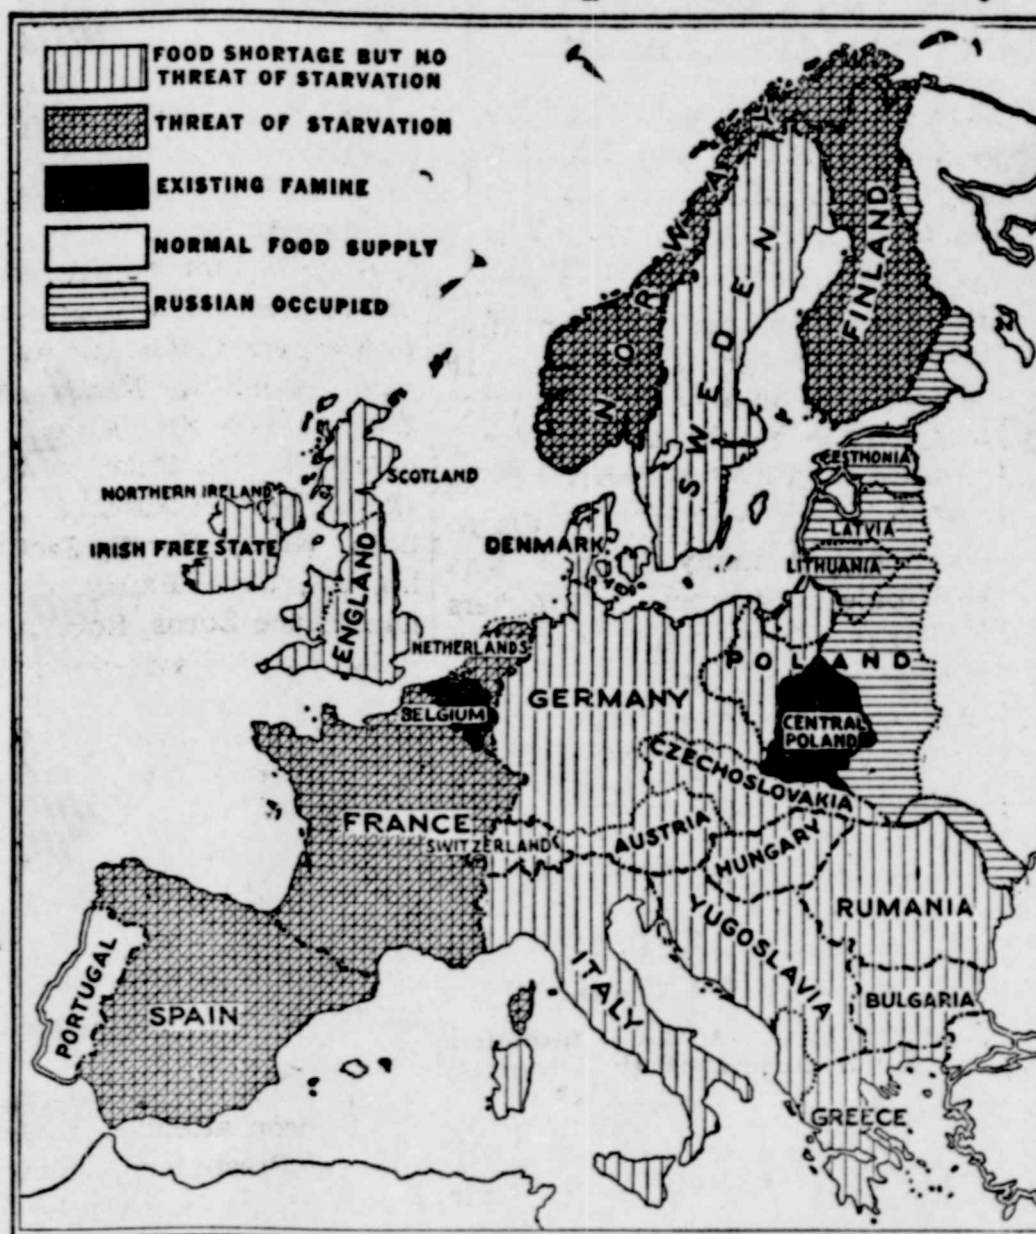 FOOD SHORTAGE BUT NO
THREAT OF STARVATION
THREAT OF STARVATION
EXISTING FAMINE
NORMAL FOOD SUPPLY
RUSSIAN OCCUPIED
NORWAY
SWEDEN
FINLAND
ESTHONIA
LATVIA
LITHUANIA
SCOTLAND
NORTHERN IRELAND
IRISH FREE STATE
ENGLAND
DENMARK
NETHERLANDS
BELGIUM
GERMANY
POLAND
CENTRAL
POLAND
CZECHOSLOVAKIA
FRANCE
SWITZERLAND
AUSTRIA
HUNGARY
RUMANIA
YUGOSLAVIA
BULGARIA
ITALY
PORTUGAL
SPAIN
GREECE